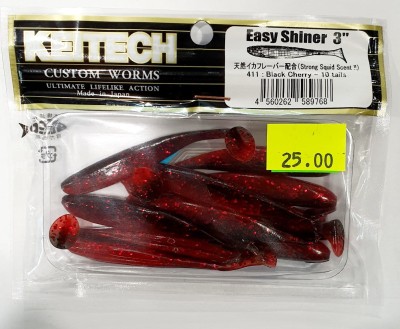 KEITECH
CUSTOM WORMS
ULTIMATE LIFELIKE ACTION
Made in Japan
Easy Shiner 3"
天然イカフレーバー配合(Strong Squid Scent!!)
411 : Black Cherry - 10 tails
4 560262 589768
25.00